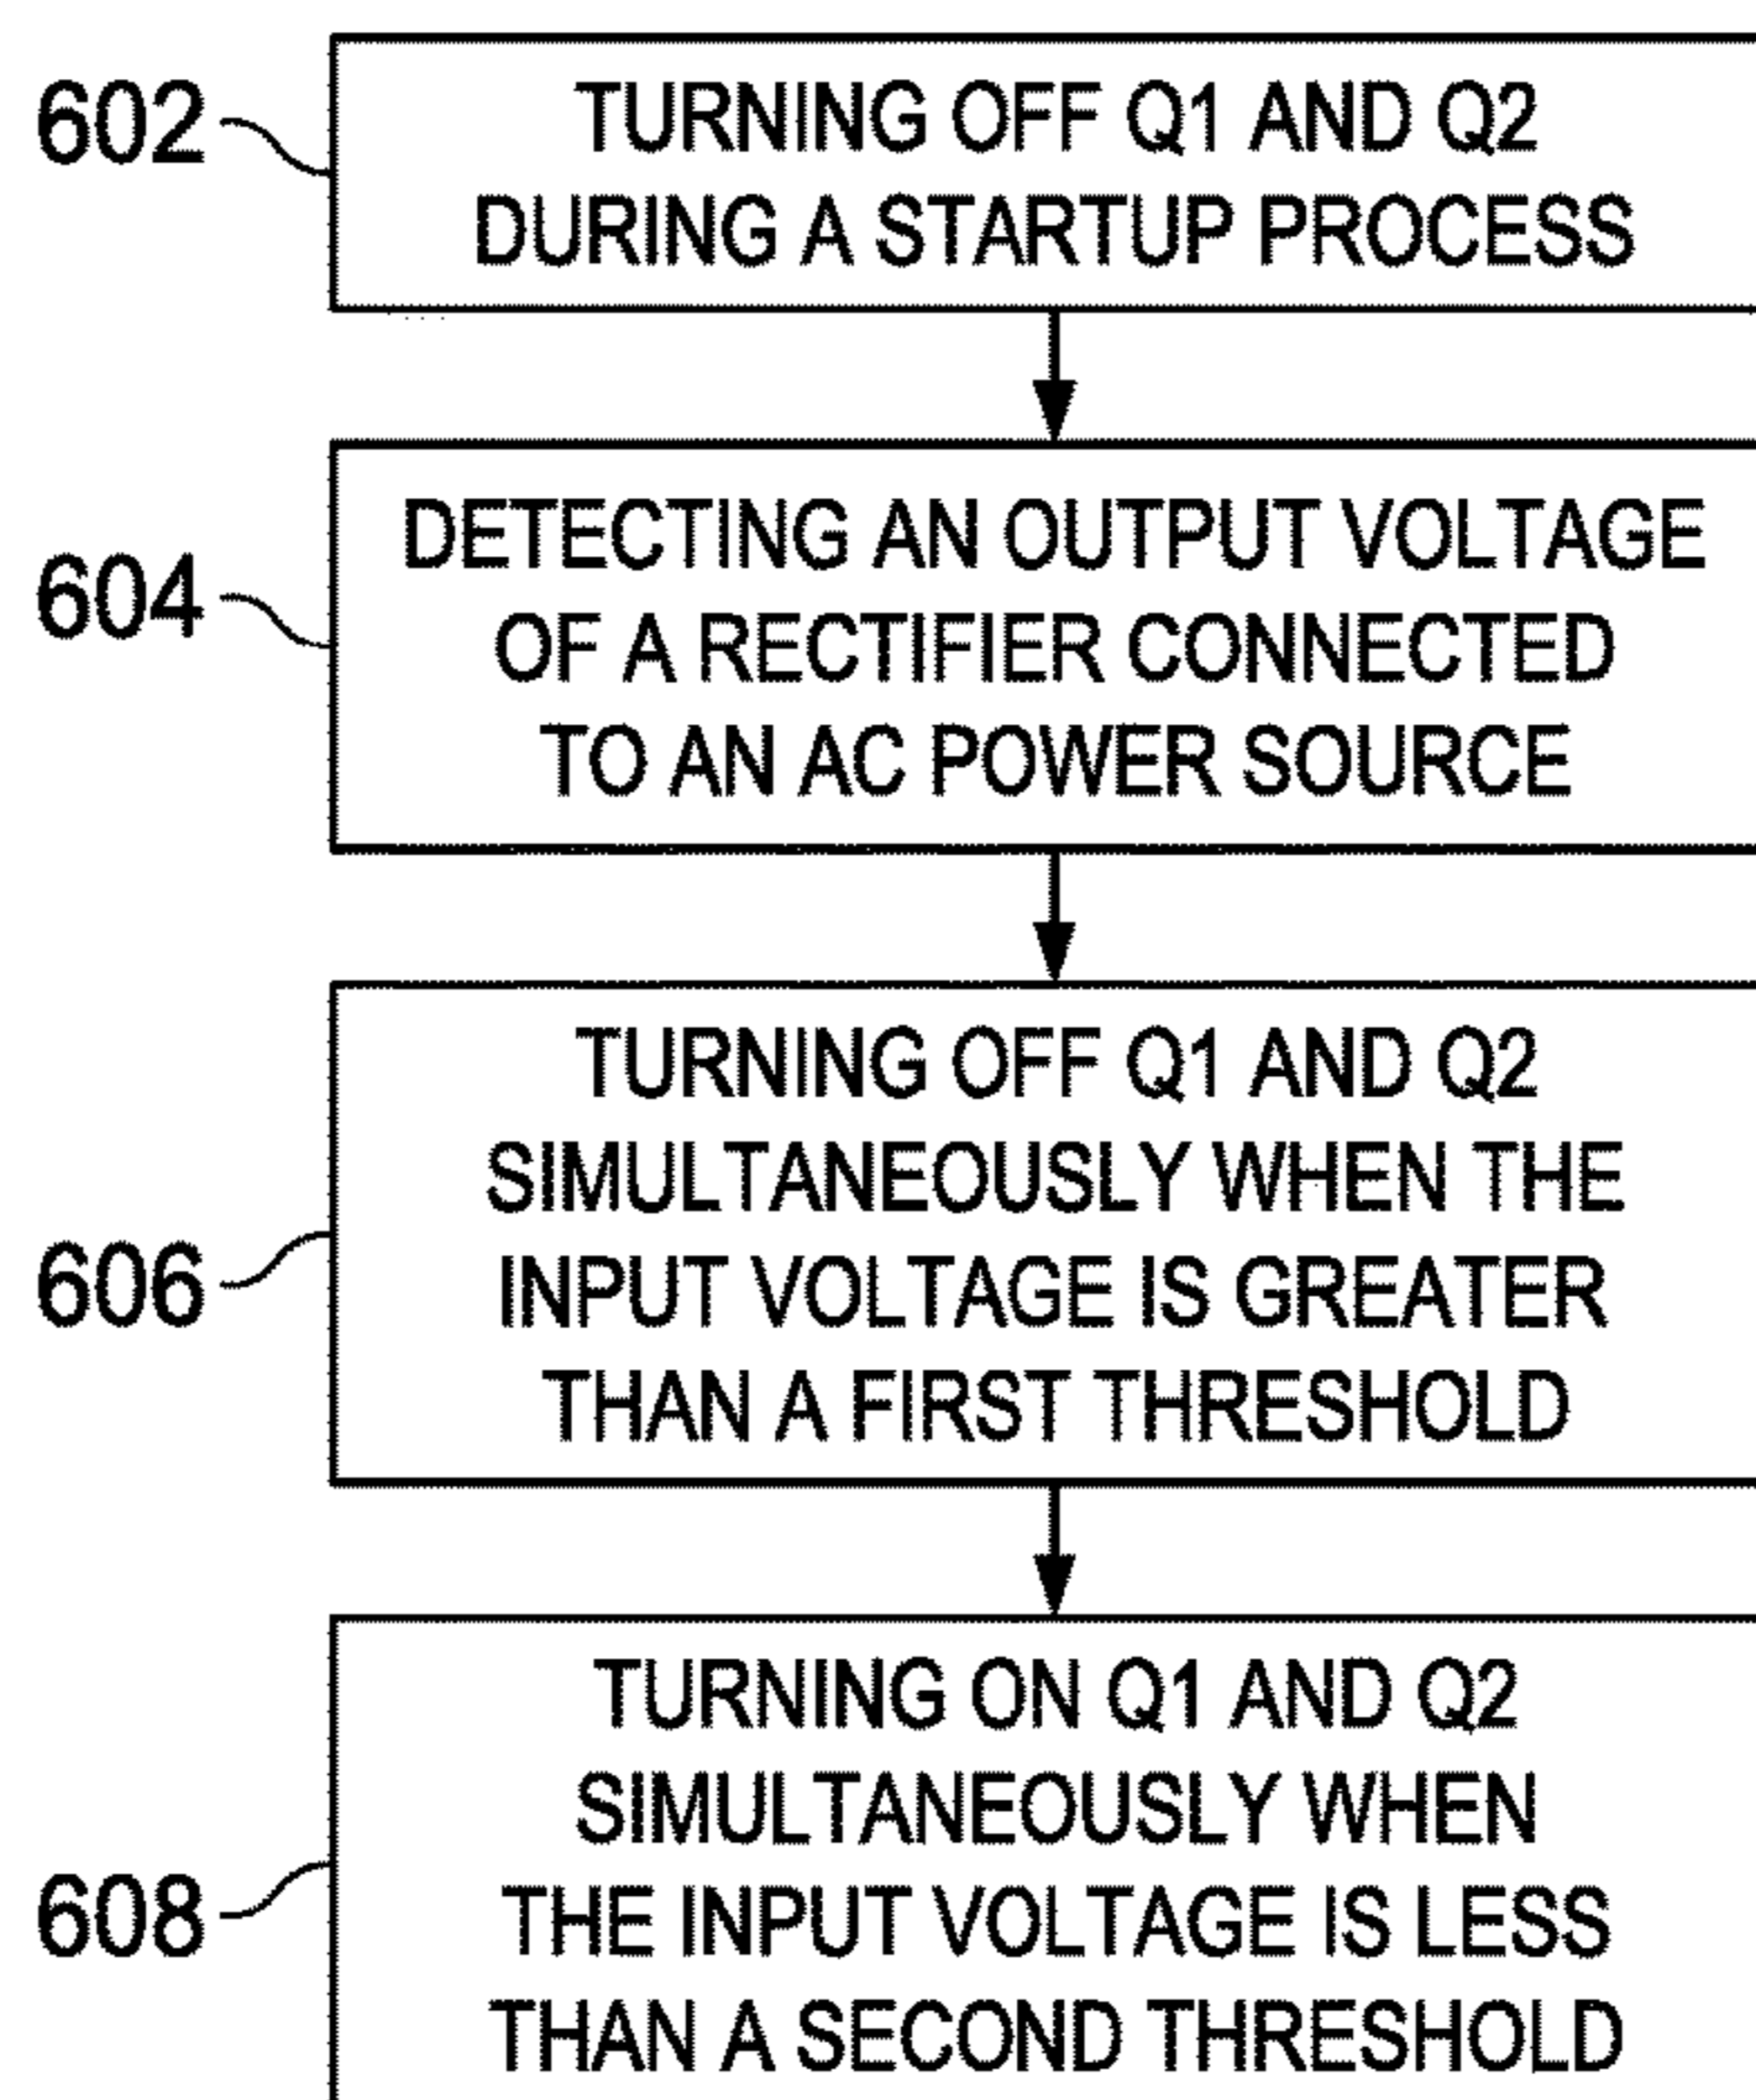 602
TURNING OFF Q1 AND Q2
DURING A STARTUP PROCESS
604
DETECTING AN OUTPUT VOLTAGE
OF A RECTIFIER CONNECTED
TO AN AC POWER SOURCE
606
TURNING OFF Q1 AND Q2
SIMULTANEOUSLY WHEN THE
INPUT VOLTAGE IS GREATER
THAN A FIRST THRESHOLD
608
TURNING ON Q1 AND Q2
SIMULTANEOUSLY WHEN
THE INPUT VOLTAGE IS LESS
THAN A SECOND THRESHOLD